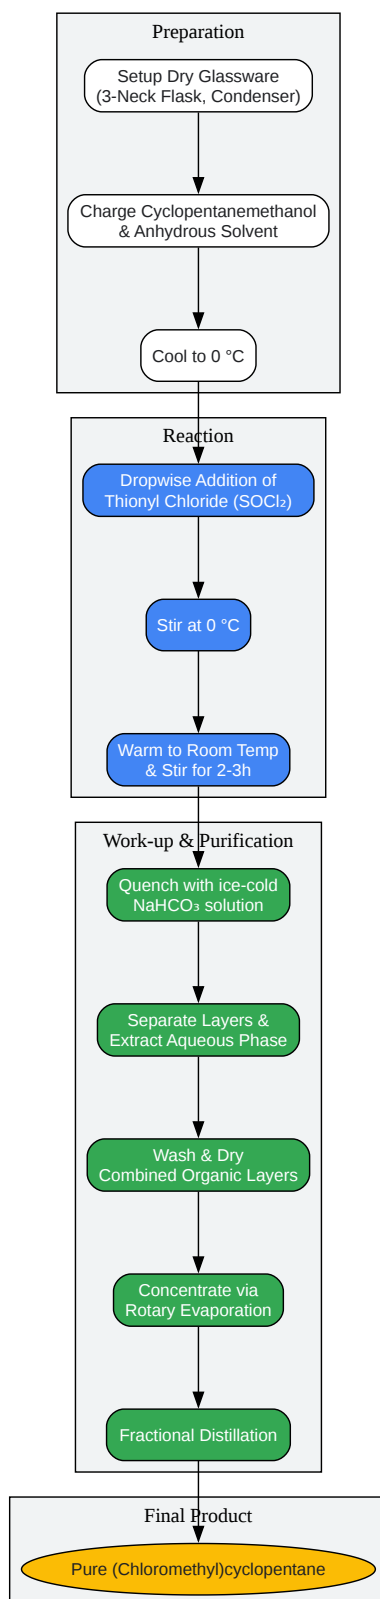 Preparation
Setup Dry Glassware
(3-Neck Flask, Condenser)
Charge Cyclopentanemethanol
& Anhydrous Solvent
Cool to 0 °C
Reaction
Dropwise Addition of
Thionyl Chloride (SOCl₂)
Stir at 0 °C
Warm to Room Temp
& Stir for 2-3h
Work-up & Purification
Quench with ice-cold
NaHCO₃ solution
Separate Layers &
Extract Aqueous Phase
Wash & Dry
Combined Organic Layers
Concentrate via
Rotary Evaporation
Fractional Distillation
Final Product
Pure (Chloromethyl)cyclopentane